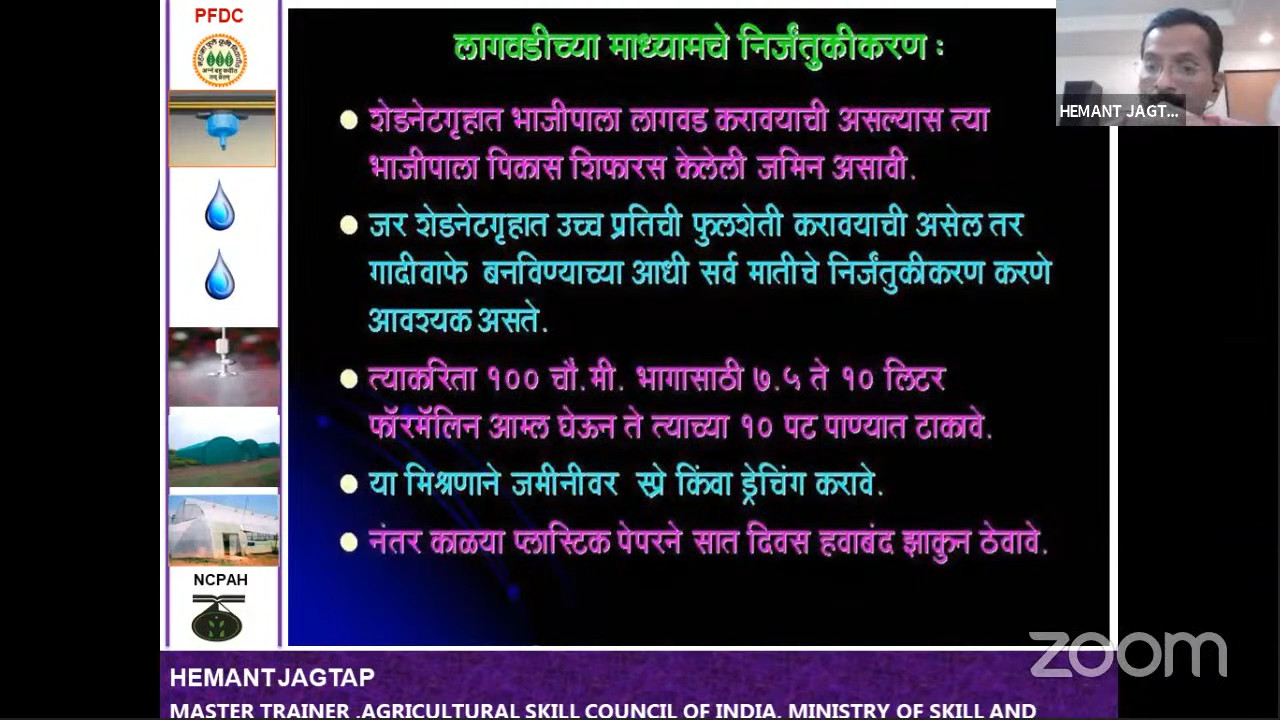 PFDC
लागवडीच्या माध्यामचे निर्जंतुकीकरण :
HEMANT JAGT...
शेडनेटगृहात भाजीपाला लागवड करावयाची असल्यास त्या
भाजीपाला पिकास शिफारस केलेली जमिन असावी.
जर शेडनेटगृहात उच्च प्रतिची फुलशेती करावयाची असेल तर
गादीवाफे बनविण्याच्या आधी सर्व मातीचे निर्जंतुकीकरण करणे
आवश्यक असते.
त्याकरिता १०० चौ.मी. भागासाठी ७.५ ते १० लिटर
फॉरमॅलिन आम्ल घेऊन ते त्याच्या १० पट पाण्यात टाकावे.
या मिश्रणाने जमीनीवर स्प्रे किंवा ड्रेचिंग करावे.
नंतर काळया प्लास्टिक पेपरने सात दिवस हवाबंद झाकुन ठेवावे.
NCPAH
zoom
HEMANT JAGTAP
MASTER TRAINER ,AGRICULTURAL SKILL COUNCIL OF INDIA, MINISTRY OF SKILL AND